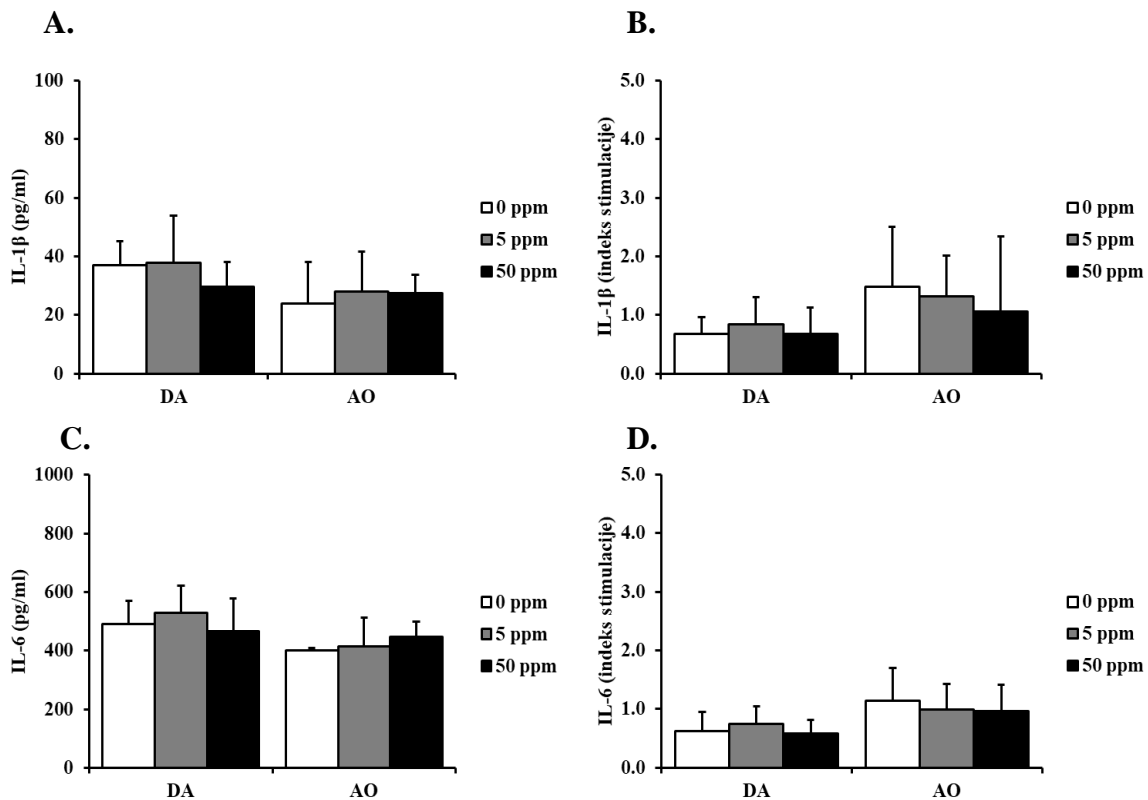 A.
100
80
60
40
20
0
IL-1β (pg/ml)
DA
AO
0 ppm
5 ppm
50 ppm
B.
5.0
4.0
3.0
2.0
1.0
0.0
IL-1β (indeks stimulacije)
DA
AO
0 ppm
5 ppm
50 ppm
C.
1000
800
600
400
200
0
IL-6 (pg/ml)
DA
AO
0 ppm
5 ppm
50 ppm
D.
5.0
4.0
3.0
2.0
1.0
0.0
IL-6 (indeks stimulacije)
DA
AO
0 ppm
5 ppm
50 ppm